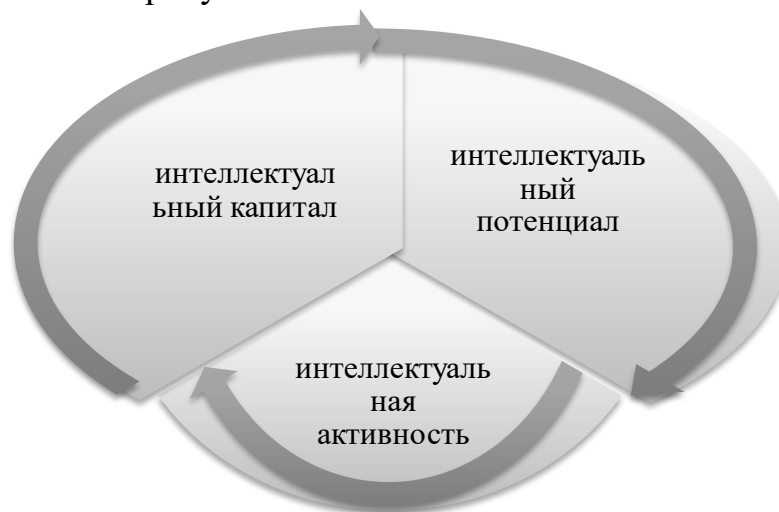 интеллектуал
ьный капитал
интеллектуаль
ный
потенциал
интеллектуаль
ная
активность